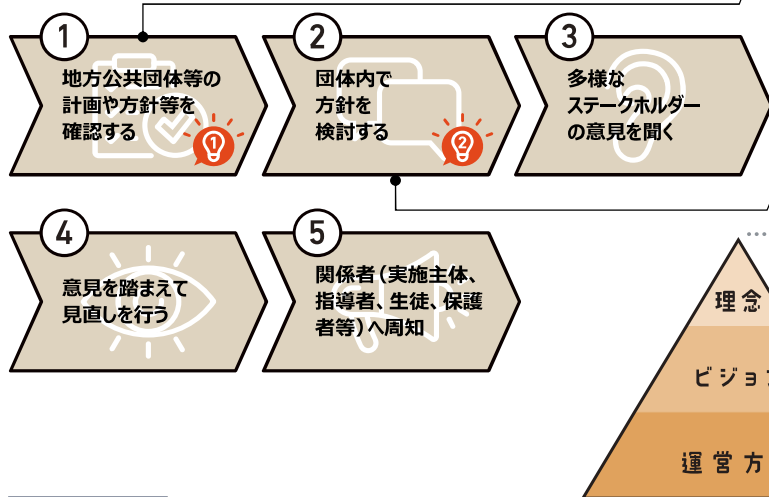 1
地方公共団体等の
計画や方針等を
確認する
1
2
団体内で
方針を
検討する
2
3
多様な
ステークホルダー
の意見を聞く
4
意見を踏まえて
見直しを行う
5
関係者(実施主体、
指導者、生徒、保護
者等)へ周知
理念
ビジョ
運営方